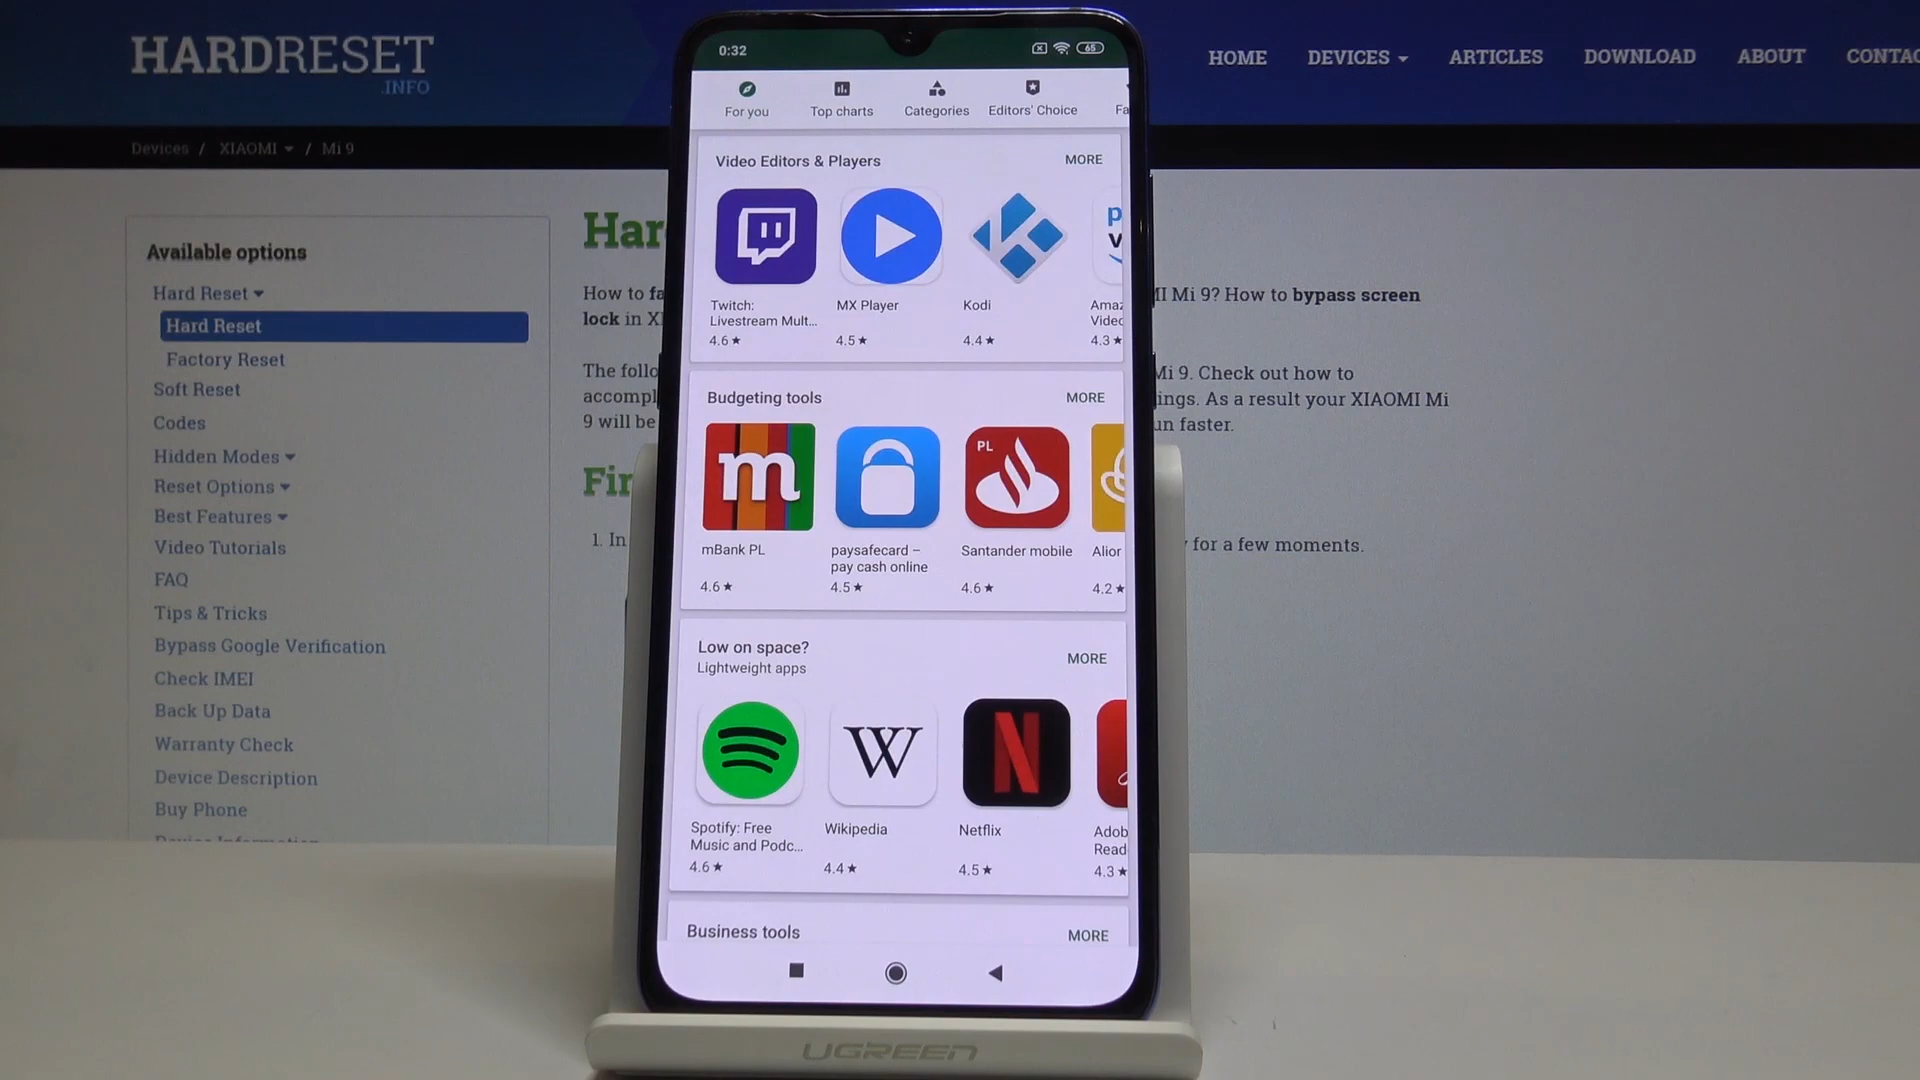 HARDRESET
.INFO
HOME DEVICES ARTICLES DOWNLOAD ABOUT
Devices / XIAOMI / Mi 9
Available options
Hard Reset
Hard Reset
Factory Reset
Soft Reset
Codes
Hidden Modes
Reset Options
Best Features
Video Tutorials
FAQ
Tips & Tricks
Bypass Google Verification
Check IMEI
Back Up Data
Warranty Check
Device Description
Buy Phone
How to
Mi 9? How to bypass screen
lock in
The
Mi 9. Check out how to
As a result your XIAOMI Mi
9 will be
faster.
1. In
for a few moments.
0:32
65
For you Top charts Categories Editors' Choice Fa
Video Editors & Players MORE
Twitch:
Livestream Mult...
4.6★
MX Player
4.5★
Kodi
4.4★
Amaz
Video
4.3★
Budgeting tools MORE
m
PL
mBank PL
4.6★
paysafecard –
pay cash online
4.5★
Santander mobile
4.6★
Alior
4.2★
Low on space? MORE
Lightweight apps
W
N
Spotify: Free
Music and Podc...
4.6★
Wikipedia
4.4★
Netflix
4.5★
Adob
Read
4.3★
Business tools MORE
UGREEN